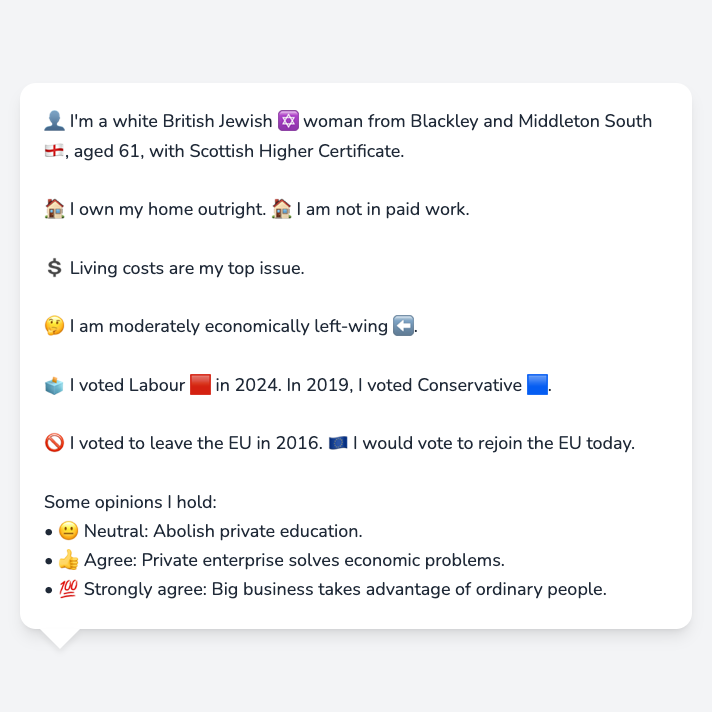 👤 I'm a white British Jewish 🔯 woman from Blackley and Middleton South
🏴󠁧󠁢󠁥󠁮󠁧󠁿, aged 61, with Scottish Higher Certificate.
🏠 I own my home outright. 🏠 I am not in paid work.
💲 Living costs are my top issue.
🤔 I am moderately economically left-wing ⬅️.
🗳️ I voted Labour 🟥 in 2024. In 2019, I voted Conservative 🟦.
🚫 I voted to leave the EU in 2016. 🇪🇺 I would vote to rejoin the EU today.
Some opinions I hold:
• 😐 Neutral: Abolish private education.
• 👍 Agree: Private enterprise solves economic problems.
• 💯 Strongly agree: Big business takes advantage of ordinary people.